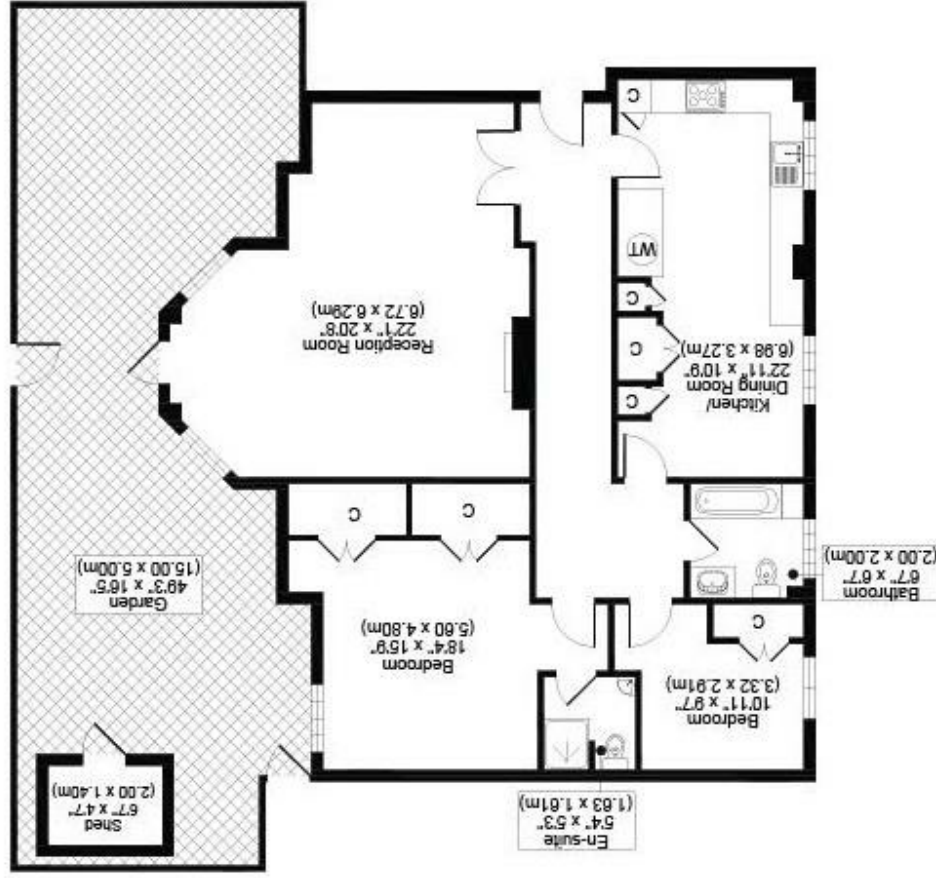 En-suite
5'4" x 5'3"
(1.63 x 1.61m)
Shed
6'7" x 4'7"
(2.00 x 1.40m)
Bedroom
10'11" x 9'7"
(3.32 x 2.91m)
C
Bedroom
18'4" x 15'9"
(5.60 x 4.80m)
Bathroom
6'7" x 6'7"
(2.00 x 2.00m)
Garden
49'3" x 16'5"
(15.00 x 5.00m)
C
C
Kitchen/
Dining Room
22'11" x 10'9"
(6.98 x 3.27m)
C
C
C
Reception Room
22'1" x 20'8"
(6.72 x 6.29m)
WT
C